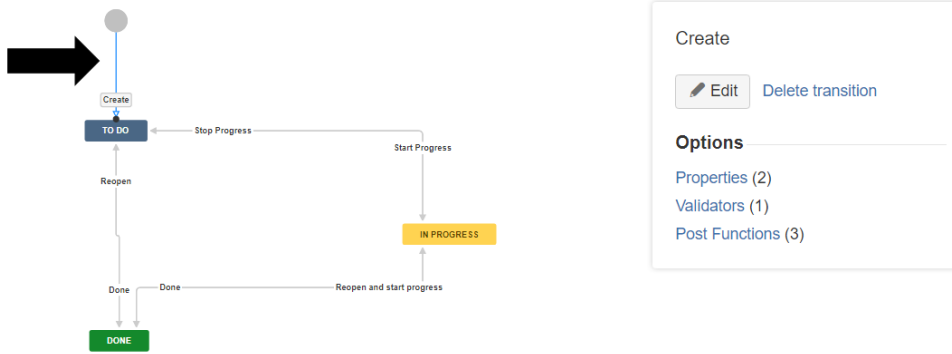 Create
TO DO
Stop Progress
Start Progress
Reopen
IN PROGRESS
Done
Done
Reopen and start progress
DONE
Create
Edit
Delete transition
Options
Properties (2)
Validators (1)
Post Functions (3)